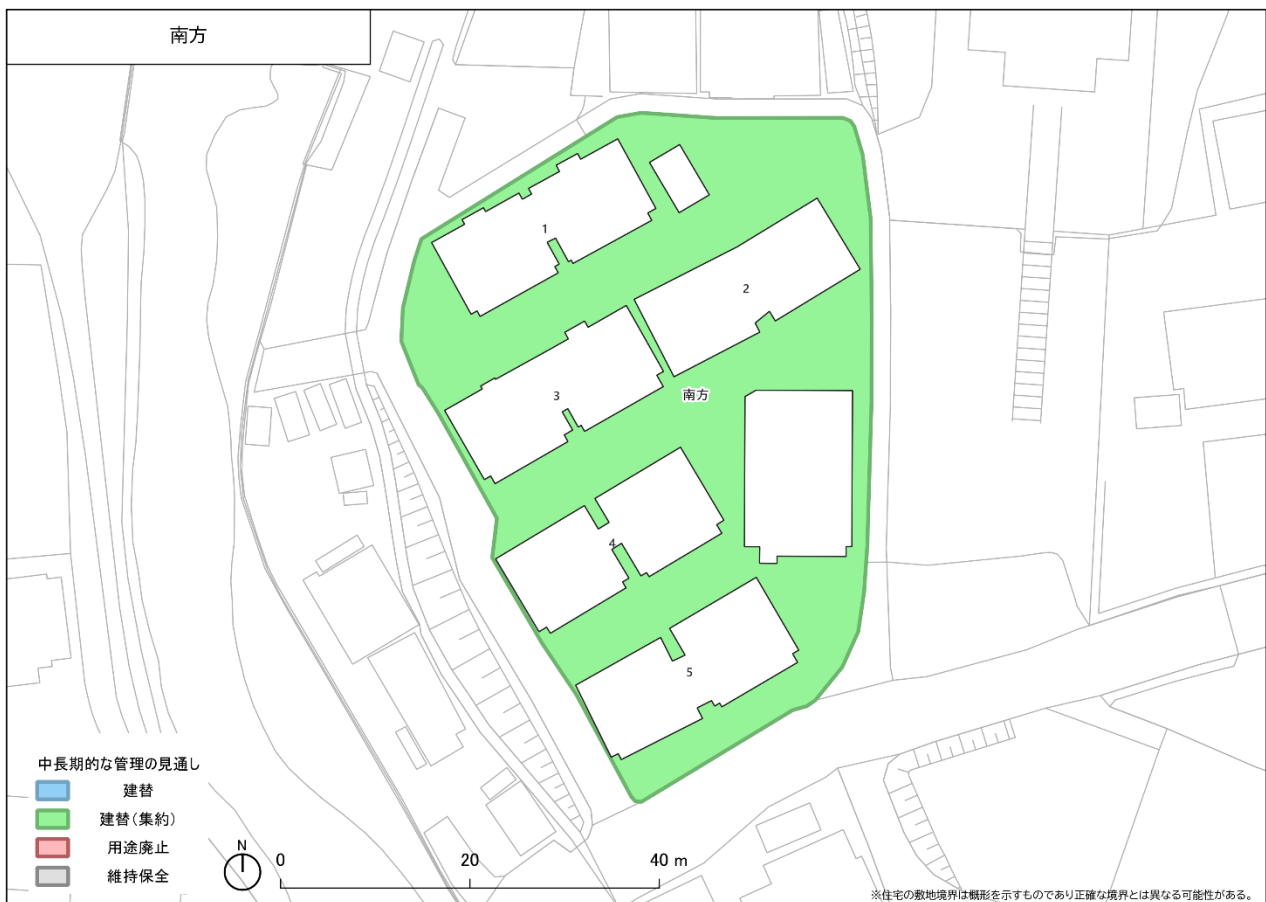 南方
1
2
3
南方
4
5
中長期的な管理の見通し
建替
建替(集約)
用途廃止
維持保全
N
0 20 40 m
※住宅の敷地境界は概形を示すものであり正確な境界とは異なる可能性がある。